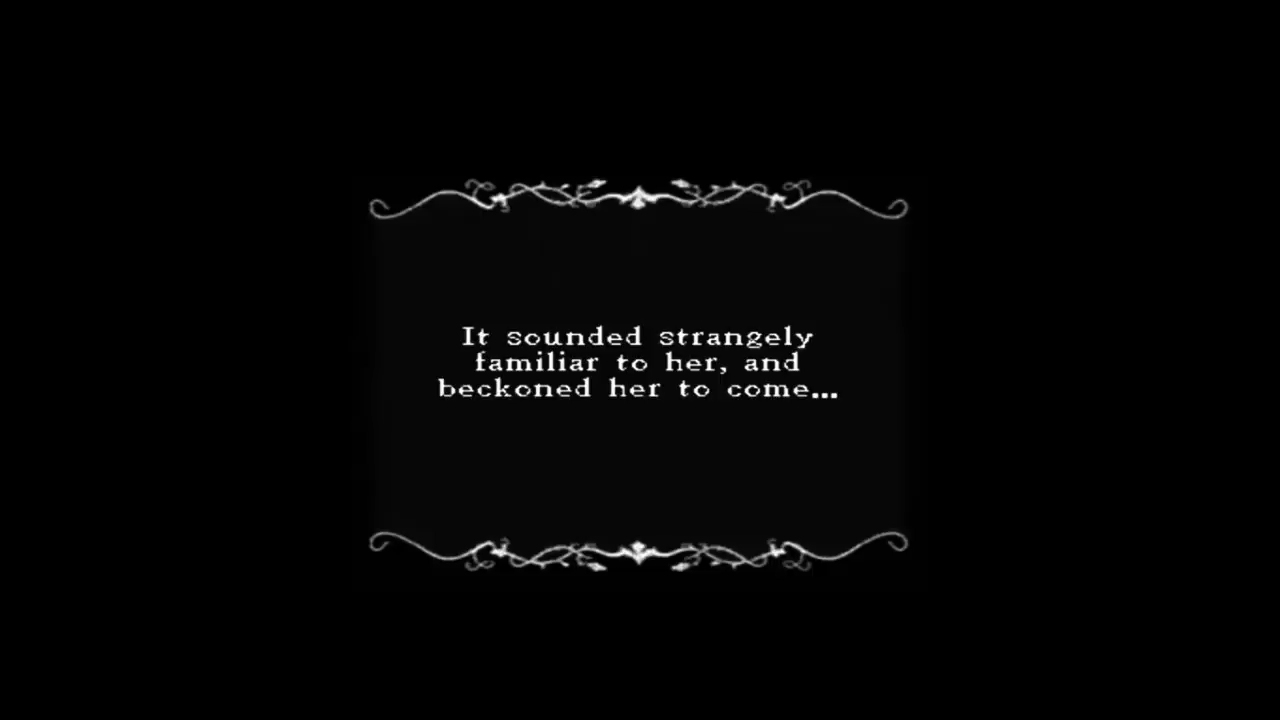 It sounded strangely
familiar to her, and
beckoned her to come...